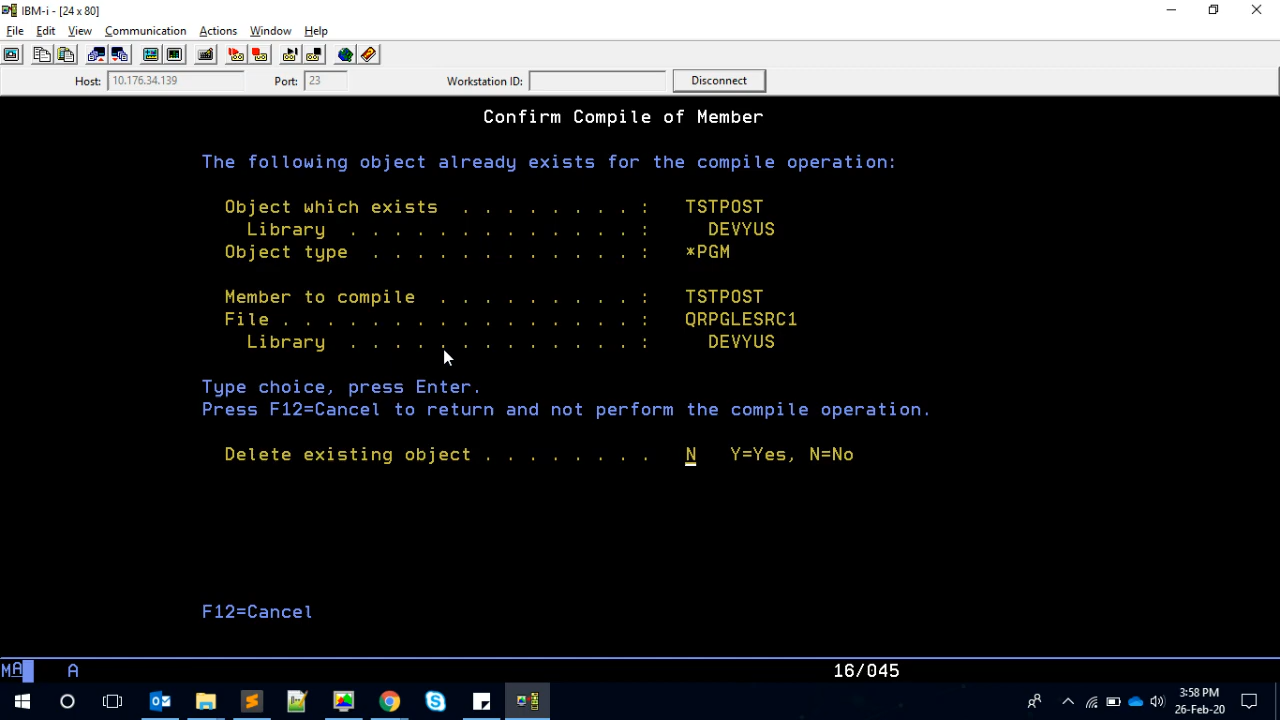 IBM-i - [24 x 80]
File Edit View Communication Actions Window Help
Host: 10.176.34.139 Port: 23 Workstation ID: Disconnect
Confirm Compile of Member
The following object already exists for the compile operation:
Object which exists . . . . . . . . . : TSTPOST
Library . . . . . . . . . . . . . : DEVYUS
Object type . . . . . . . . . . . . : *PGM
Member to compile . . . . . . . . . . : TSTPOST
File . . . . . . . . . . . . . . . . : QRPGLESRC1
Library . . . . . . . . . . . . . : DEVYUS
Type choice, press Enter.
Press F12=Cancel to return and not perform the compile operation.
Delete existing object . . . . . . . . N Y=Yes, N=No
F12=Cancel
MA A 16/045
3:58 PM
26-Feb-20